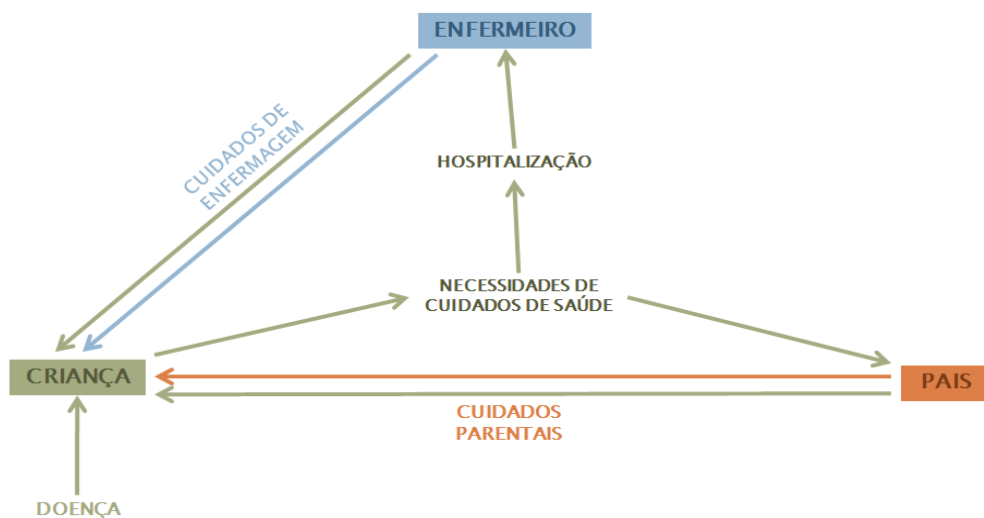 ENFERMEIRO
CUIDADOS DE
ENFERMAGEM
HOSPITALIZAÇÃO
NECESSIDADES DE
CUIDADOS DE SAÚDE
CRIANÇA
PAIS
CUIDADOS
PARENTAIS
DOENÇA